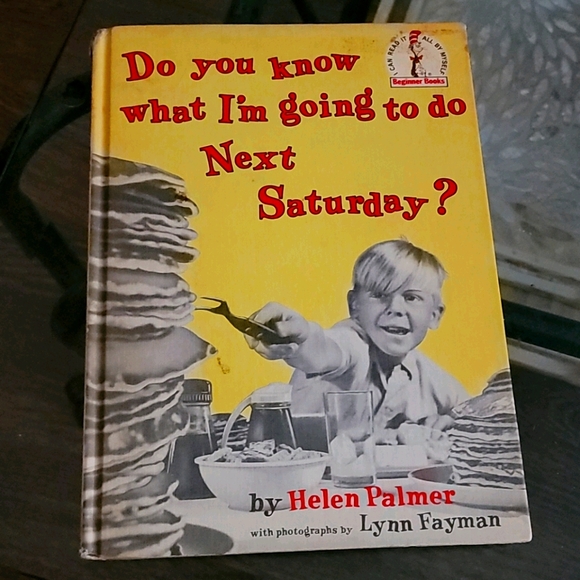 Do you know
what I'm going to do
Next
Saturday?
I CAN READ IT ALL BY MYSELF
Beginner Books
by Helen Palmer
with photographs by Lynn Fayman